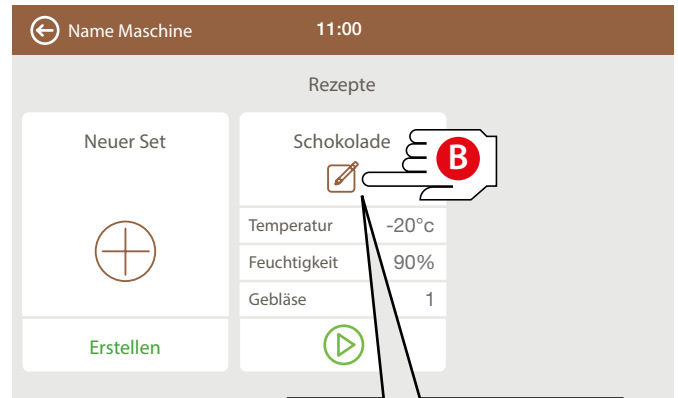 Name Maschine 11:00
Rezepte
Neuer Set
Erstellen
Schokolade
B
Temperatur -20°c
Feuchtigkeit 90%
Gebläse 1